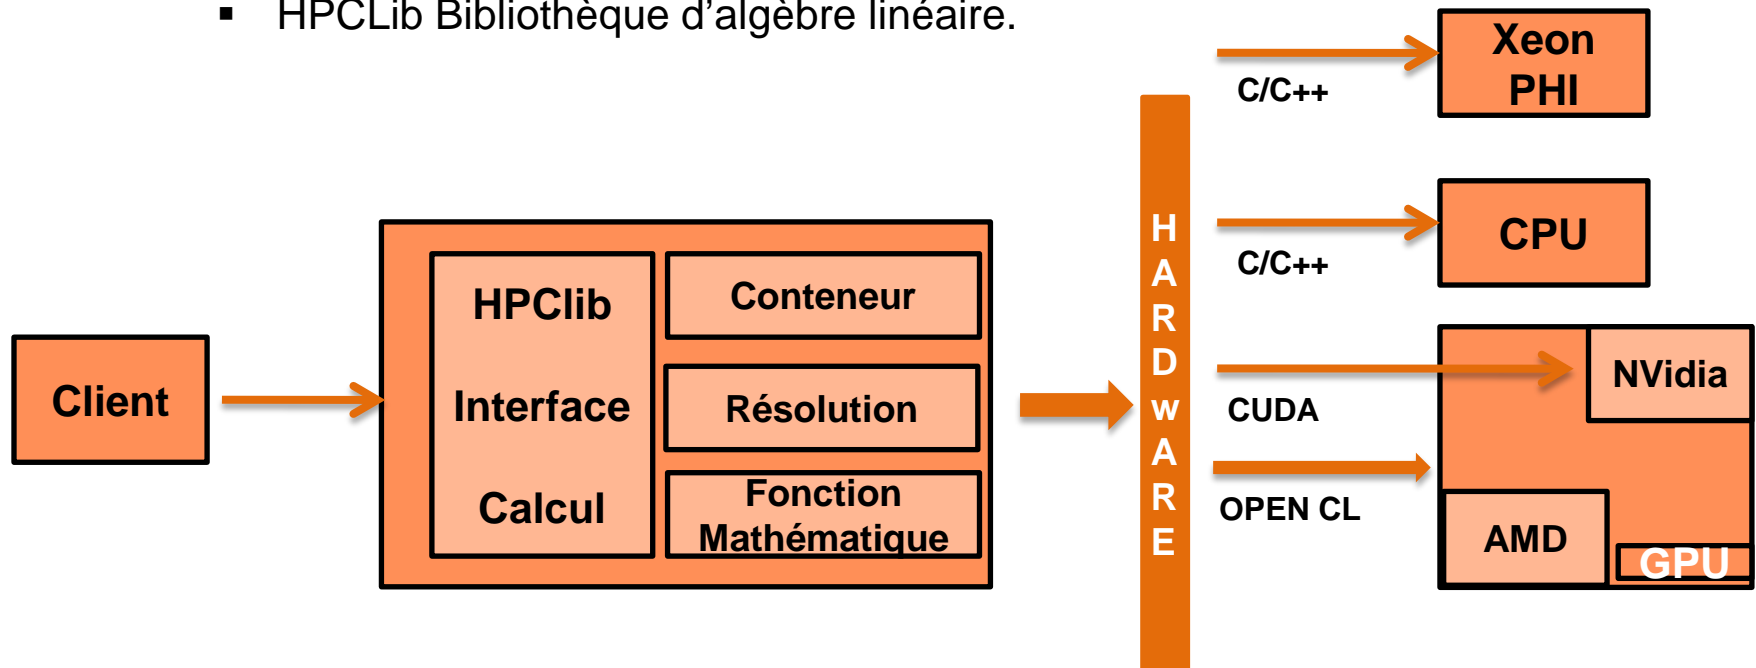 ▪ HPCLib Bibliothèque d’algèbre linéaire.
Client
HPClib
Interface
Calcul
Conteneur
Résolution
Fonction
Mathématique
H
A
R
D
w
A
R
E
C/C++
Xeon
PHI
C/C++
CPU
CUDA
NVidia
OPEN CL
AMD
GPU